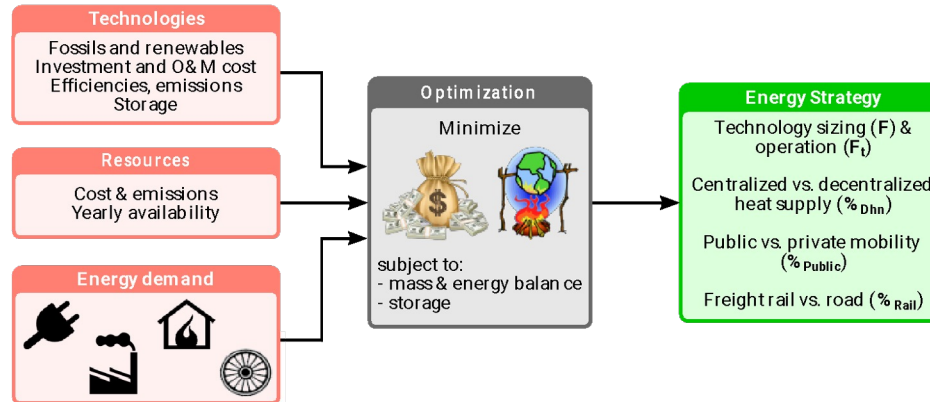 Technologies
Fossils and renewables
Investment and O&M cost
Efficiencies, emissions
Storage
Resources
Cost & emissions
Yearly availability
Energy demand
Optimization
Minimize
$
subject to:
- mass & energy balance
- storage
Energy Strategy
Technology sizing (F) &
operation (Ft)
Centralized vs. decentralized
heat supply (% Dhn)
Public vs. private mobility
(% Public)
Freight rail vs. road (% Rail)